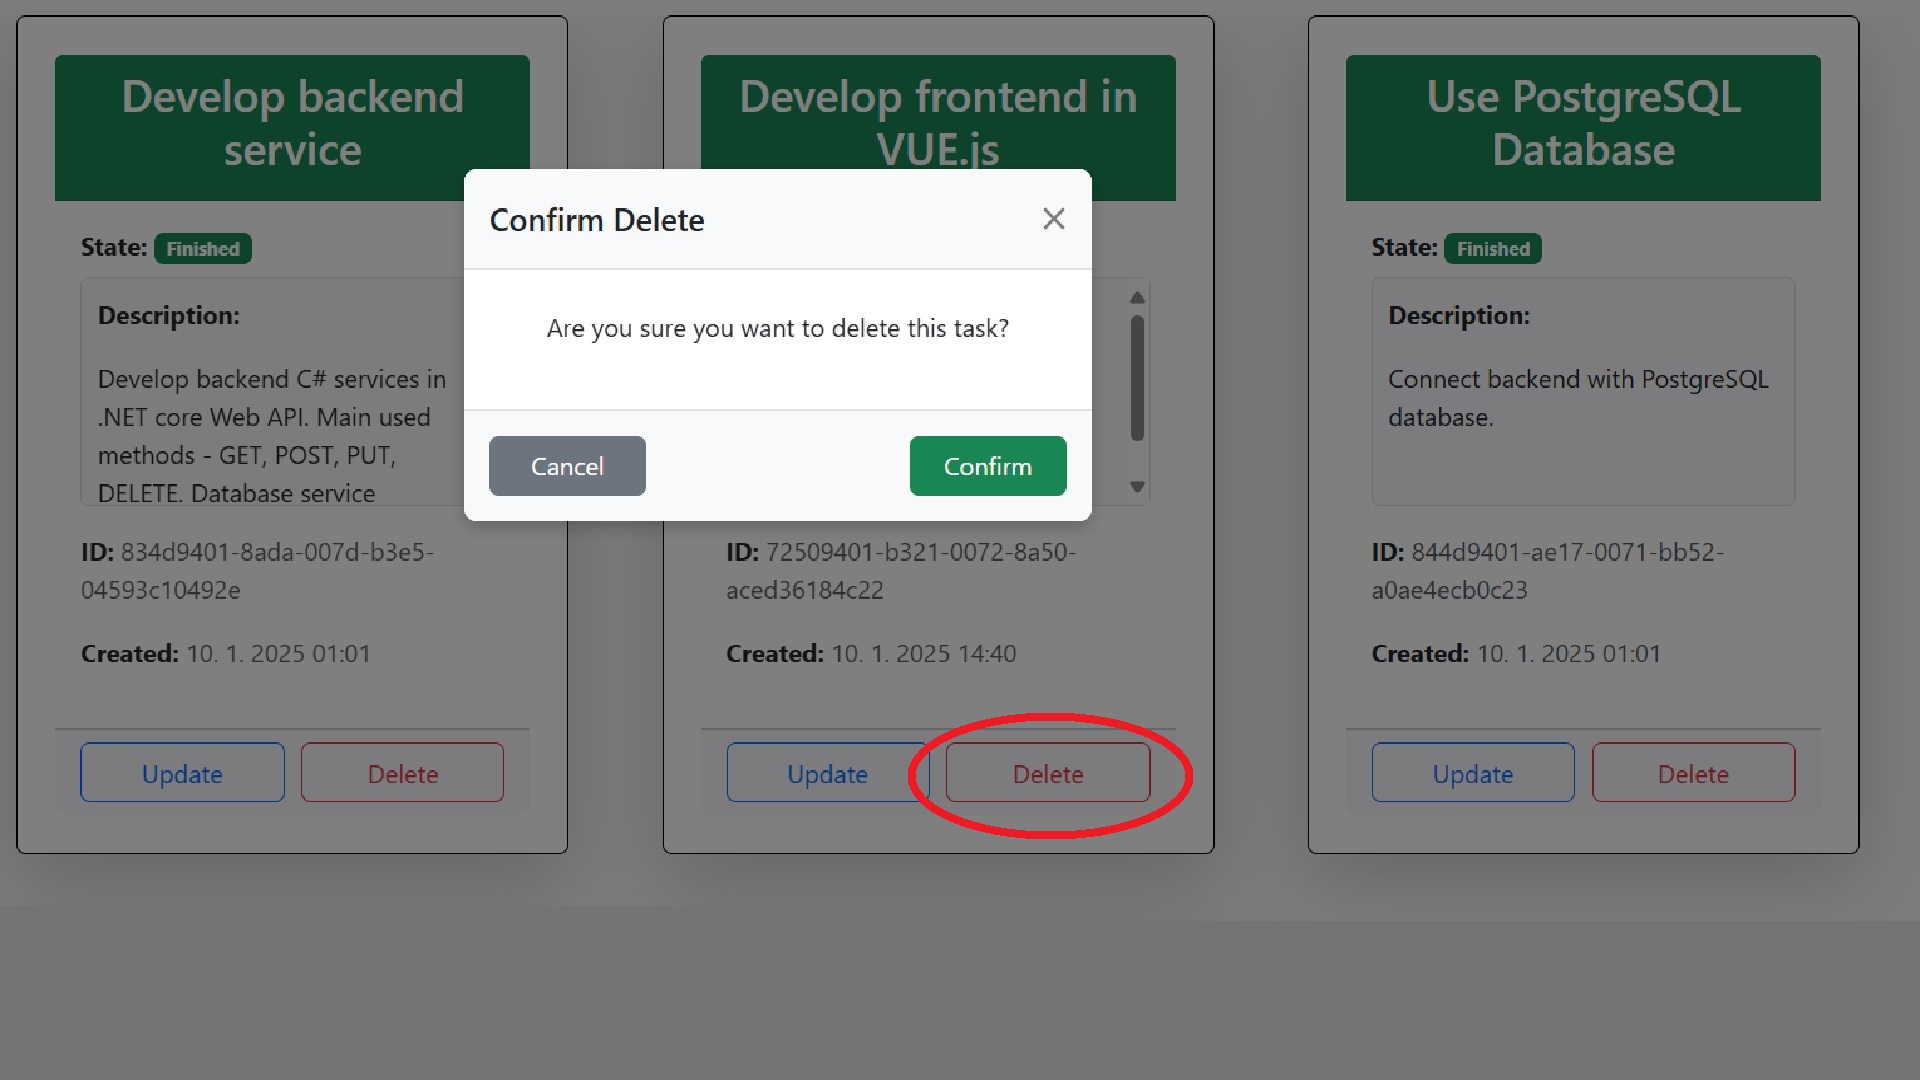 Develop backend
service
State: Finished
Description:
Develop backend C# services in
.NET core Web API. Main used
methods - GET, POST, PUT,
DELETE. Database service
ID: 834d9401-8ada-007d-b3e5-
04593c10492e
Created: 10. 1. 2025 01:01
Update Delete
Develop frontend in
VUE.js
Confirm Delete
Are you sure you want to delete this task?
Cancel Confirm
ID: 72509401-b321-0072-8a50-
aced36184c22
Created: 10. 1. 2025 14:40
Update Delete
Use PostgreSQL
Database
State: Finished
Description:
Connect backend with PostgreSQL
database.
ID: 844d9401-ae17-0071-bb52-
a0ae4ecb0c23
Created: 10. 1. 2025 01:01
Update Delete